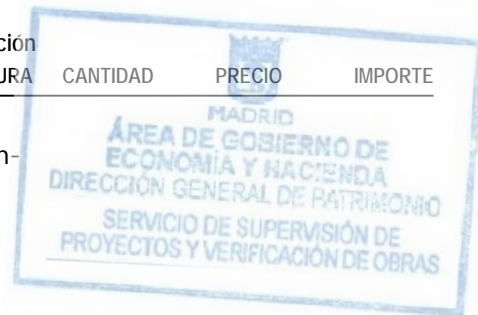 ción
URA CANTIDAD PRECIO IMPORTE
n-
MADRID
ÁREA DE GOBIERNO DE
ECONOMÍA Y HACIENDA
DIRECCIÓN GENERAL DE PATRIMONIO
SERVICIO DE SUPERVISIÓN DE
PROYECTOS Y VERIFICACIÓN DE OBRAS